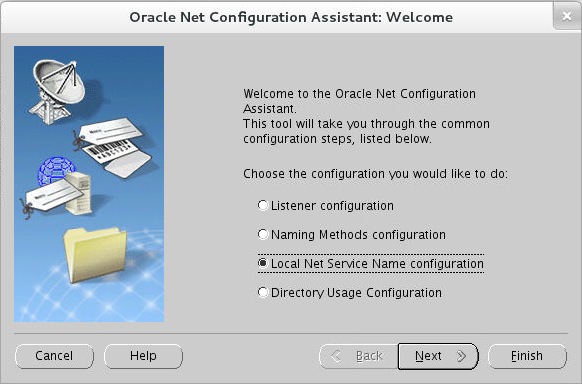 Oracle Net Configuration Assistant: Welcome
Welcome to the Oracle Net Configuration
Assistant.
This tool will take you through the common
configuration steps, listed below.
Choose the configuration you would like to do:
Listener configuration
Naming Methods configuration
Local Net Service Name configuration
Directory Usage Configuration
Cancel
Help
Back
Next
Finish